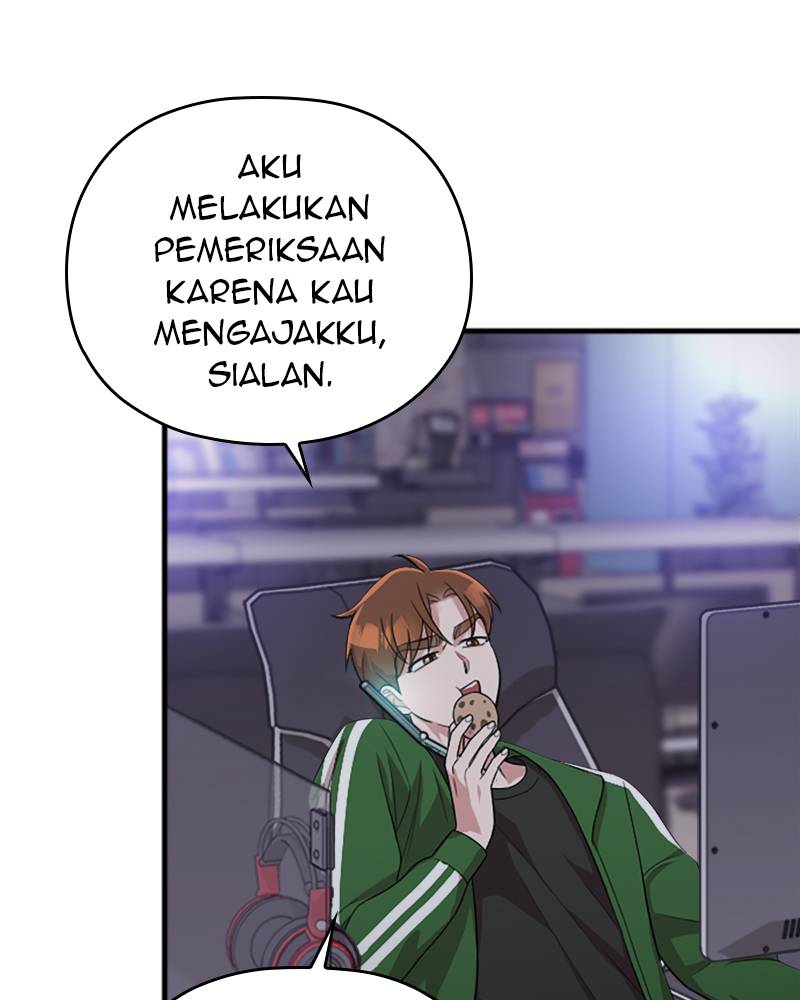 AKU
MELAKUKAN
PEMERIKSAAN
KARENA KAU
MENGAJAKKU,
SIALAN.